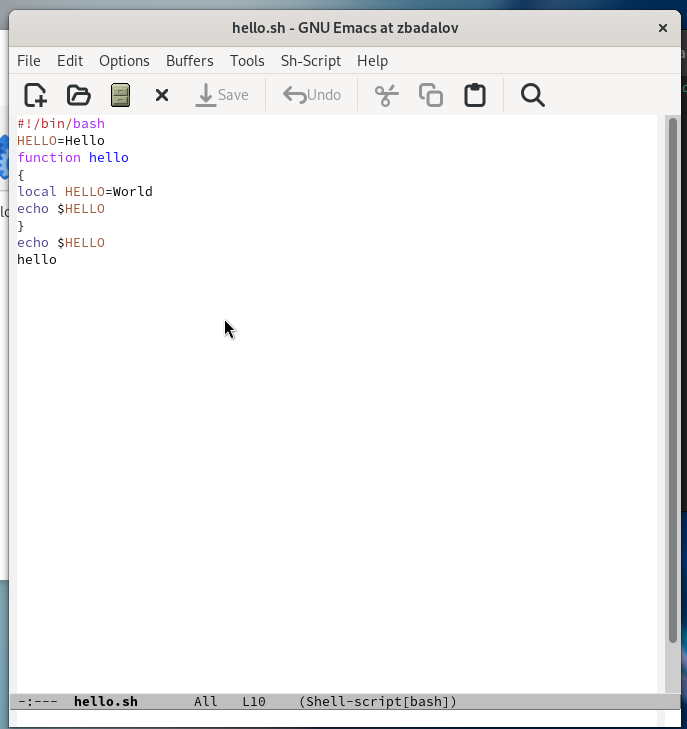 hello.sh - GNU Emacs at zbadalov
File Edit Options Buffers Tools Sh-Script Help
Save Undo
#!/bin/bash
HELLO=Hello
function hello
{
local HELLO=World
echo $HELLO
}
echo $HELLO
hello
-:--- hello.sh All L10 (Shell-script[bash])